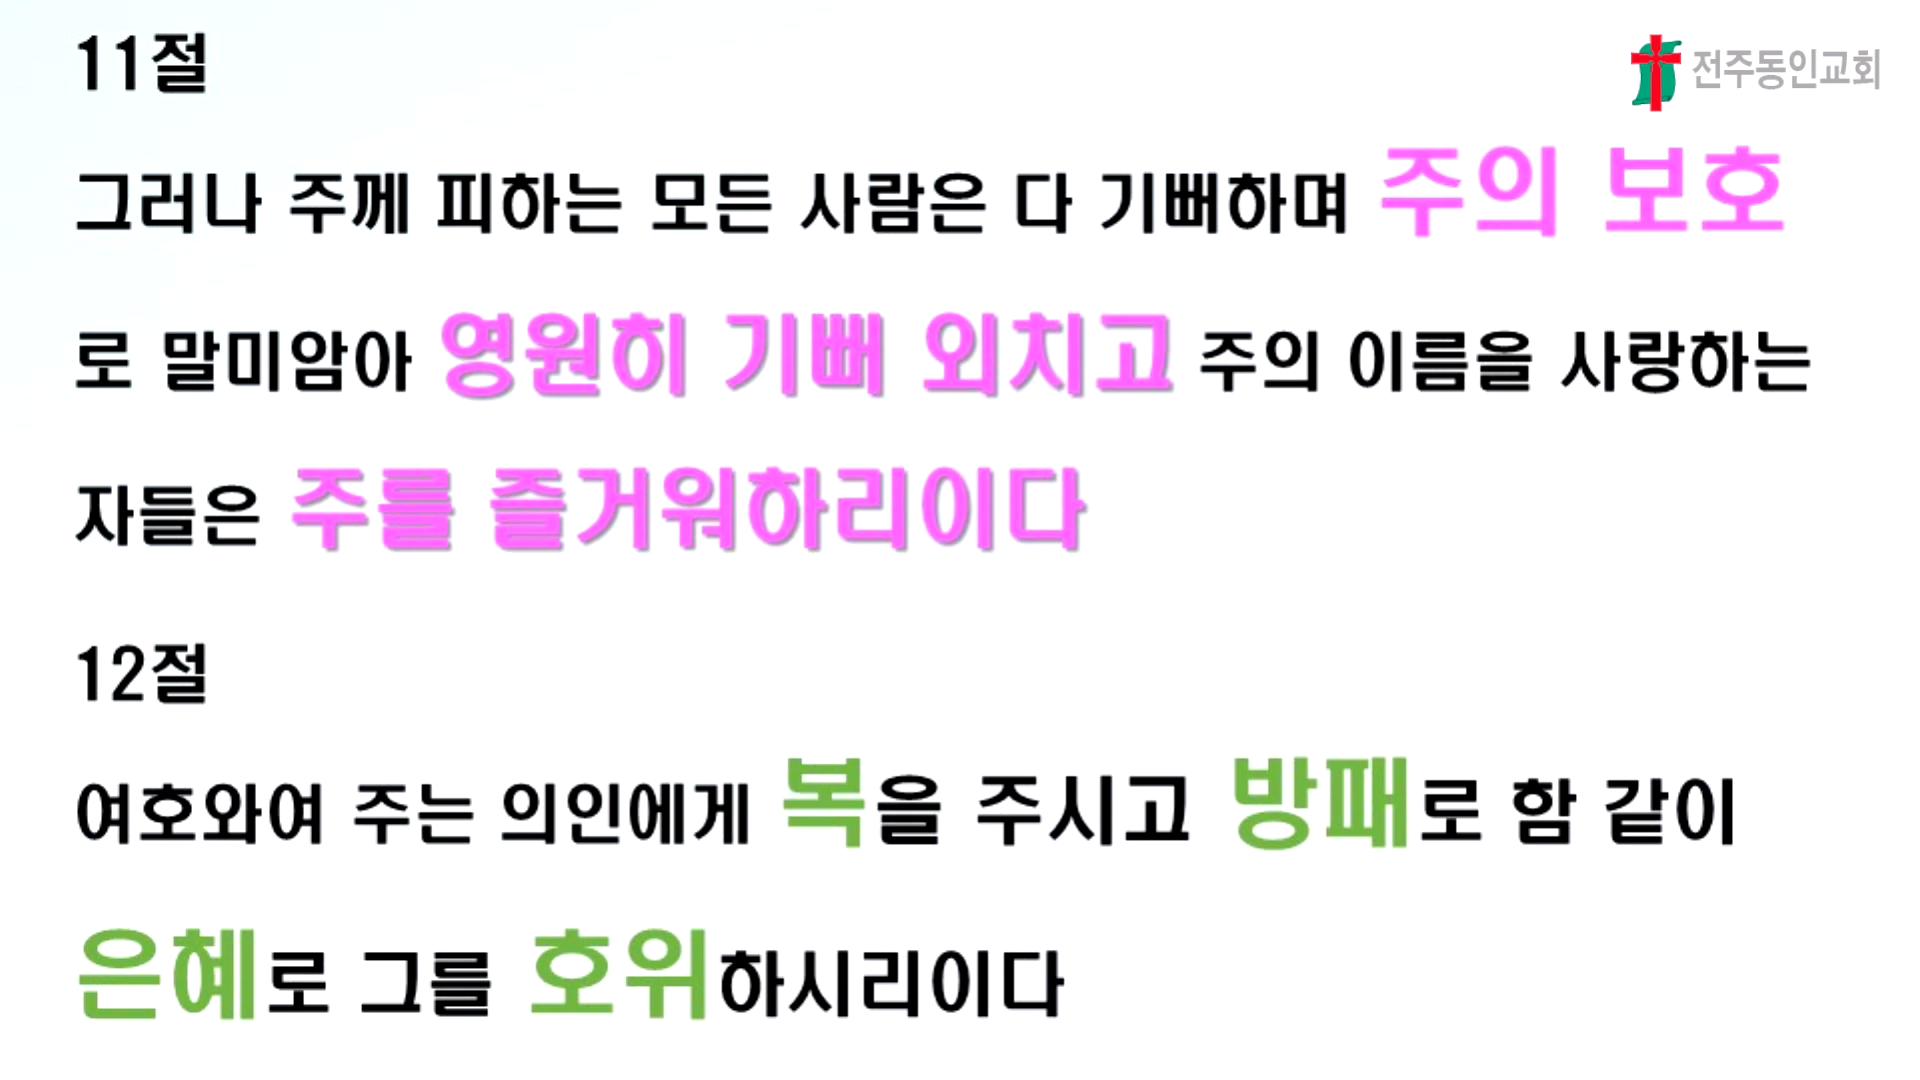 11절
전주동인교회
그러나 주께 피하는 모든 사람은 다 기뻐하며 주의 보호
로 말미암아 영원히 기뻐 외치고 주의 이름을 사랑하는
자들은 주를 즐거워하리이다
12절
여호와여 주는 의인에게 복을 주시고 방패로 함 같이
은혜로 그를 호위하시리이다